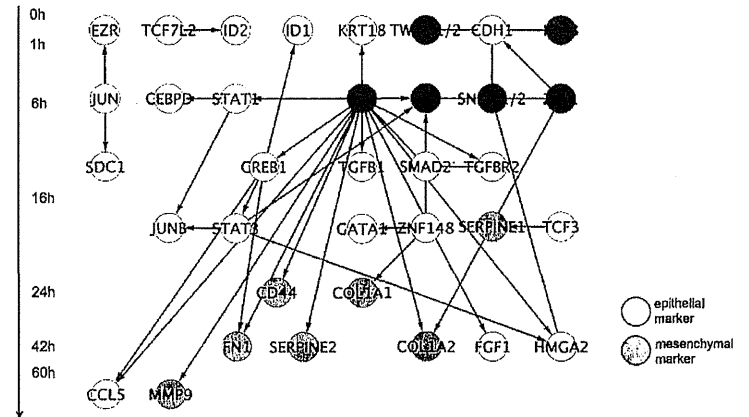 0h
EZR TCF7L2 ID2 ID1 KRT18 CDH1
1h
6h
JUN CEBPD STAT1
SDC1 CREB1 TGFB1 SMAD2 TGFBR2
16h
JUNB STAT3 GATA1 ZNF148 SERPINE1 TCF3
24h
CD44 COL1A1
42h
FN1 SERPINE2 COL1A2 FGF1 HMGA2
60h
CCL5 MMP9
epithelial
marker
mesenchymal
marker